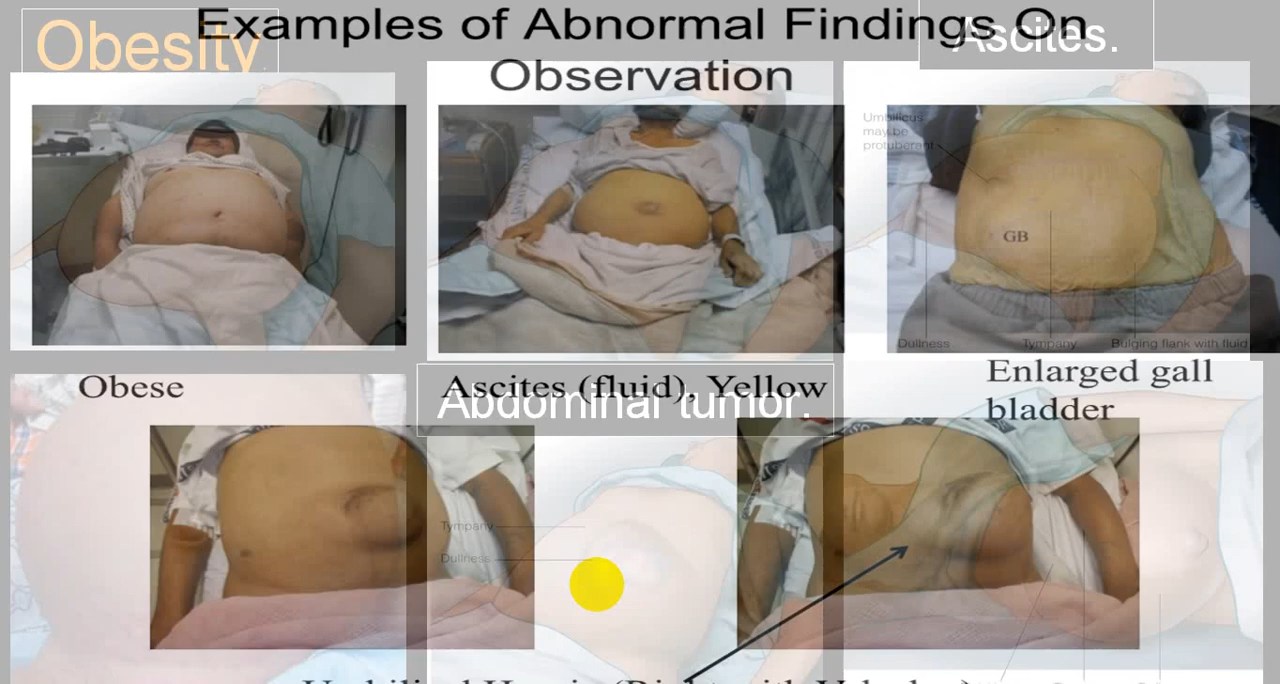 Examples of Abnormal Findings On
Observation
Obesity.
Ascites.
Umbilicus
may be
protuberant
GB
Dullness
Tympany
Bulging flank with fluid
Obese
Ascites (fluid), Yellow
Enlarged gall
bladder
Abdominal tumor.
Tympany
Dullness